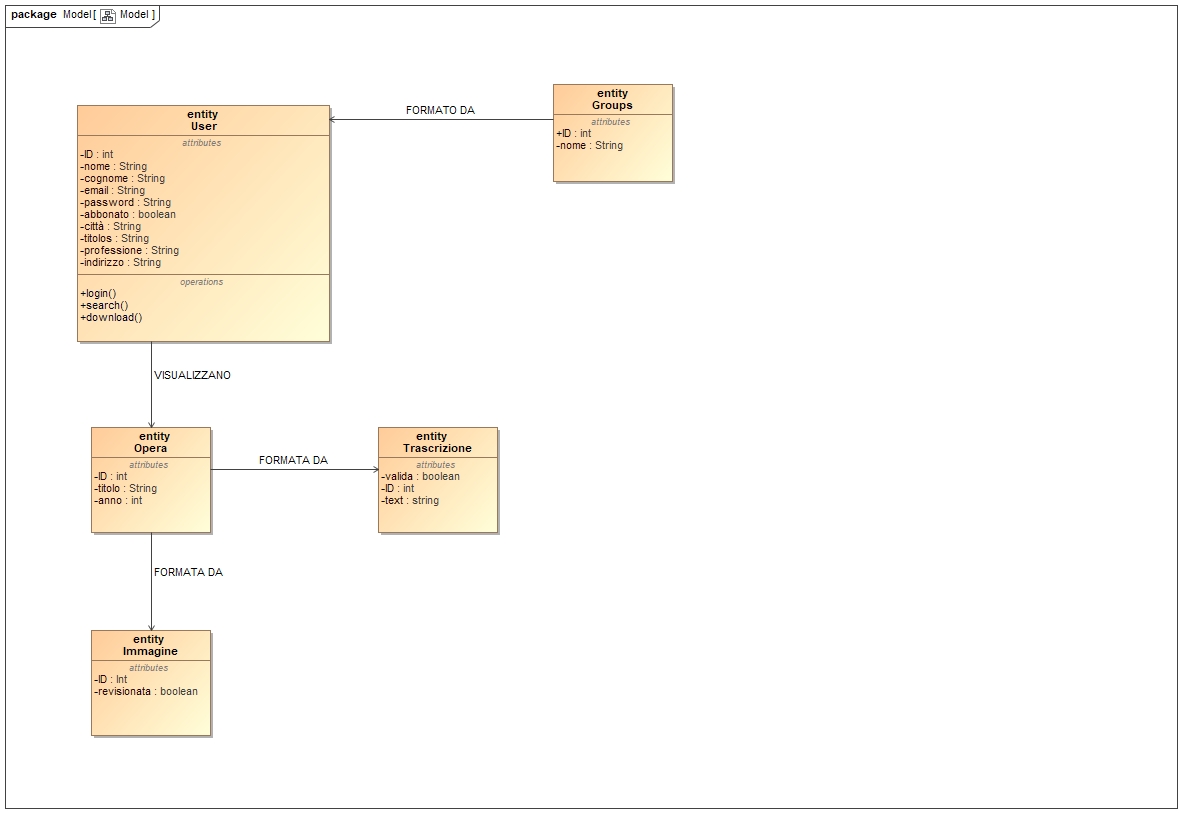 package Model[ Model ]
entity
User
attributes
-ID : int
-nome : String
-cognome : String
-email : String
-password : String
-abbonato : boolean
-città : String
-titolos : String
-professione : String
-indirizzo : String
operations
+login()
+search()
+download()
FORMATO DA
entity
Groups
attributes
+ID : int
-nome : String
VISUALIZZANO
entity
Opera
attributes
-ID : int
-titolo : String
-anno : int
FORMATA DA
entity
Trascrizione
attributes
-valida : boolean
-ID : int
-text : string
FORMATA DA
entity
Immagine
attributes
-ID : Int
-revisionata : boolean